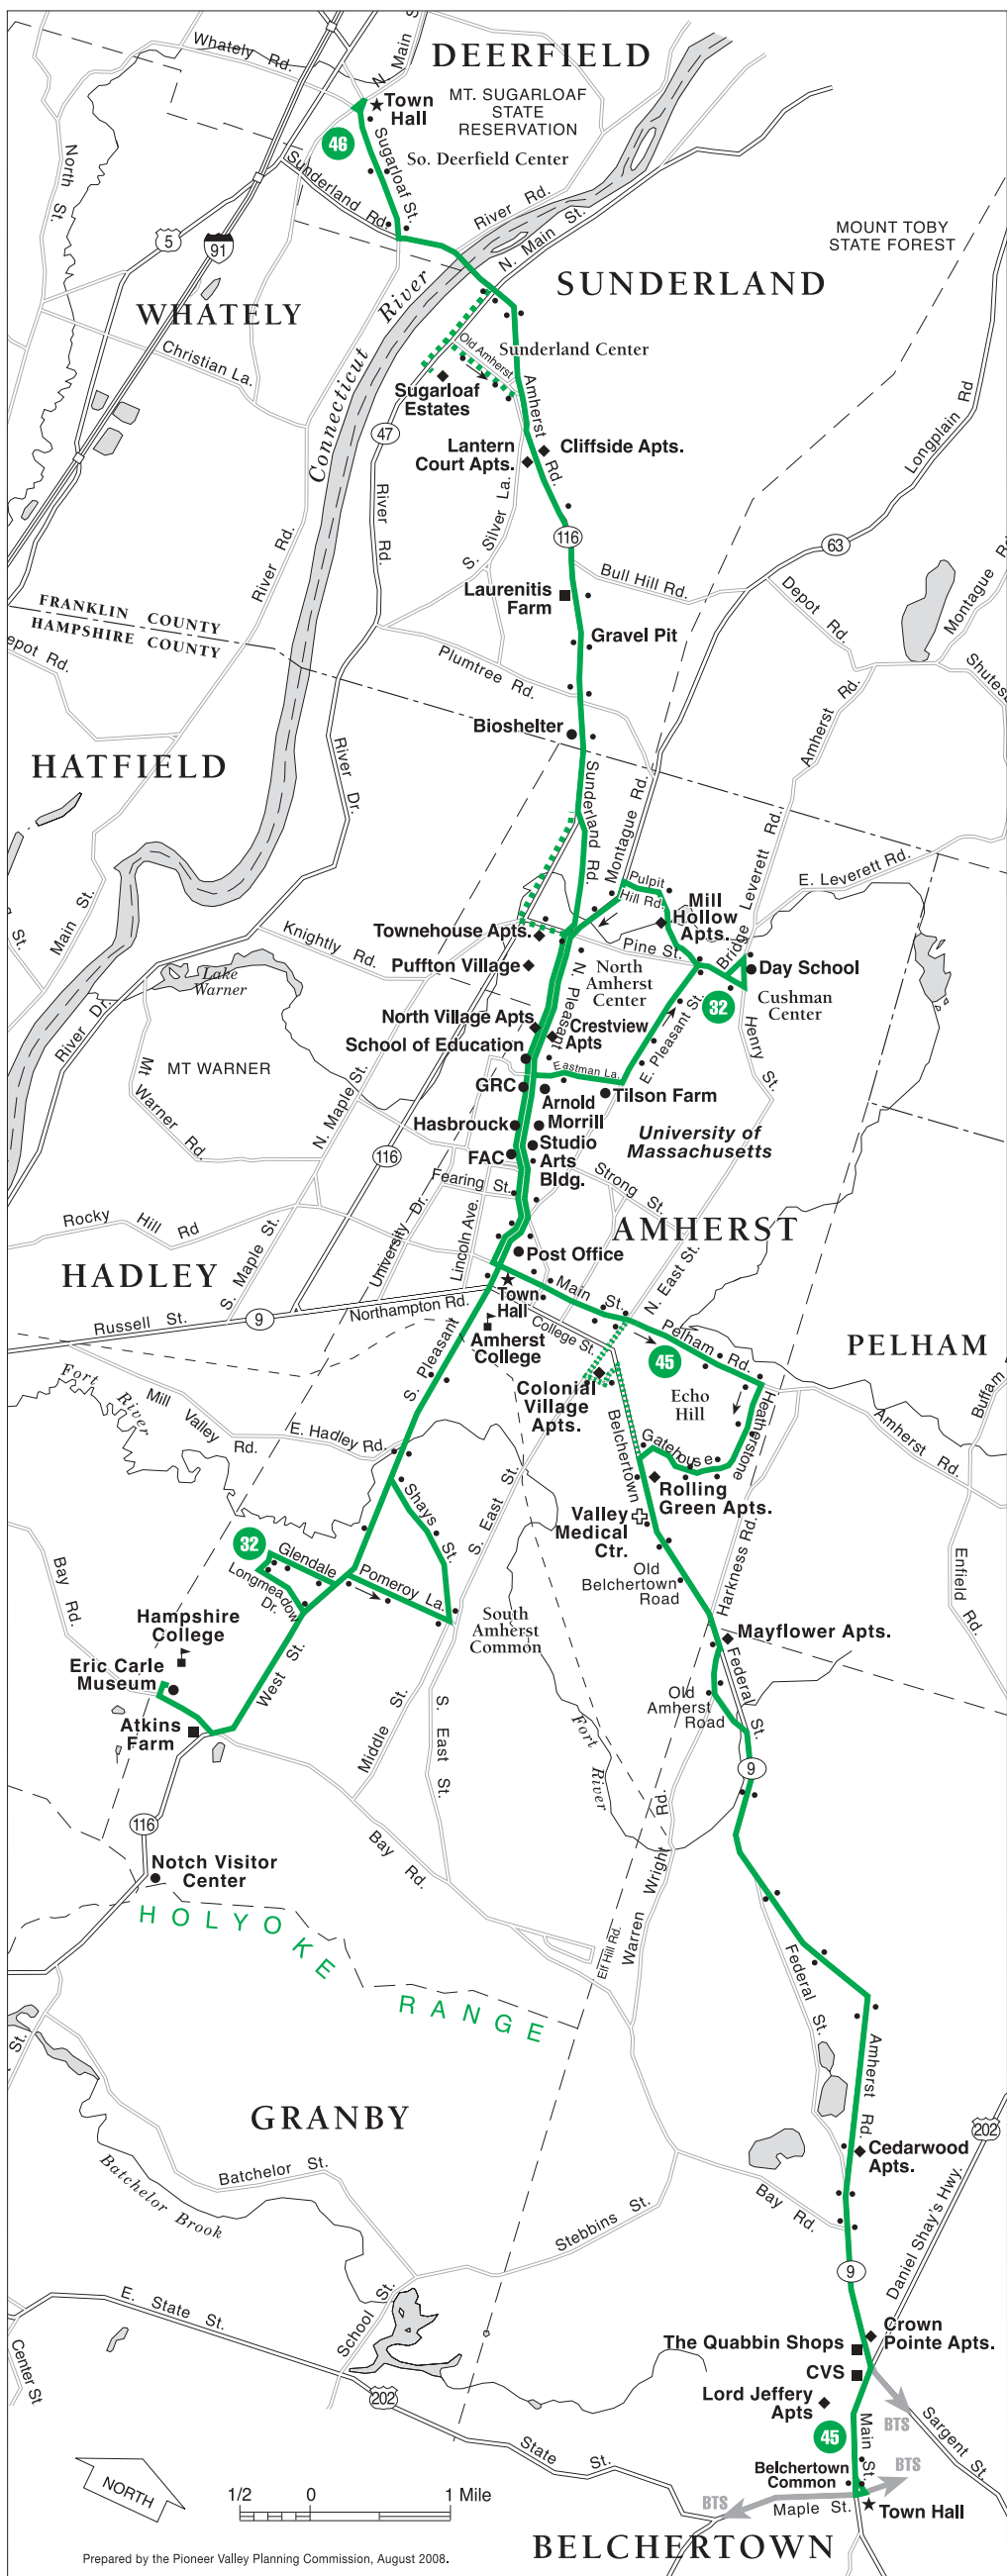 DEERFIELD
Whately Rd.
N. Main S
MT. SUGARLOAF
STATE
RESERVATION
Town
Hall
46
Sugarloaf St.
So. Deerfield Center
North St.
Sunderland Rd.
River Rd.
N. Main St.
5
91
MOUNT TOBY
STATE FOREST
SUNDERLAND
WHATELY
Connecticut River
Christian La.
Old Amherst
Sunderland Center
Sugarloaf
Estates
Amherst Rd.
47
Lantern
Court Apts.
Cliffside Apts.
Longplain Rd
River Rd.
S. Silver La.
116
63
River Rd.
Bull Hill Rd.
Laurenitis
Farm
Depot Rd.
Montague R
FRANKLIN COUNTY
HAMPSHIRE COUNTY
epot Rd.
Gravel Pit
Plumtree Rd.
Shutes
Amherst Rd.
Bioshelter
HATFIELD
River Dr.
Sunderland Rd.
Montague Rd.
Leverett Rd.
E. Leverett Rd.
Pulpit
Hill Rd.
Mill
Hollow
Apts.
Main St.
St.
Knightly Rd.
Townehouse Apts.
Pine St.
Bridge
Puffton Village
North
Amherst
Center
Day School
Lake
Warner
32
Cushman
Center
N. Pleasant
River Dr.
North Village Apts
Crestview
Apts
School of Education
E. Pleasant St.
Henry St.
MT WARNER
Mt Warner Rd.
Eastman La.
GRC
Arnold
Tilson Farm
N. Maple St.
Hasbrouck
Morrill
University of
Massachusetts
116
FAC
Studio
Arts
Bldg.
Fearing St.
Strong St.
Rocky Hill Rd
University Dr.
Lincoln Ave.
AMHERST
S. Maple St.
Post Office
HADLEY
Main St.
N. East St.
Town
Hall
Russell St.
9
Northampton Rd.
College St.
Amherst
College
Pelham Rd.
45
PELHAM
Fort River
S. Pleasant
Colonial
Village
Apts.
Echo
Hill
Heatherstone
Buffam
Mill Valley Rd.
E. Hadley Rd.
Belchertown
Gatehouse
Amherst Rd.
Rolling
Green Apts.
Shays St.
S. East St.
Valley
Medical
Ctr.
Harkness Rd.
32
Glendale
Longmeadow
Dr.
Pomeroy La.
Old
Belchertown
Road
Bay Rd.
Enfield Rd.
Hampshire
College
South
Amherst
Common
Mayflower Apts.
Eric Carle
Museum
West St.
Federal St.
Old
Amherst
Road
Atkins
Farm
Middle St.
S. East St.
Fort River
9
116
Bay Rd.
Warren Wright Rd.
Notch Visitor
Center
HOLYOKE RANGE
Elf Hill Rd.
Federal St.
St.
Amherst Rd.
GRANBY
202
Cedarwood
Apts.
Batchelor St.
Batchelor Brook
Bay Rd.
Daniel Shay's Hwy.
Stebbins St.
9
E. State St.
School St.
Center St
Crown
Pointe Apts.
The Quabbin Shops
CVS
202
Lord Jeffery
Apts
BTS
Sargent St.
45
Main St.
State St.
Belchertown
Common
BTS
NORTH
1/2 0 1 Mile
BTS
Maple St.
Town Hall
BELCHERTOWN
Prepared by the Pioneer Valley Planning Commission, August 2008.